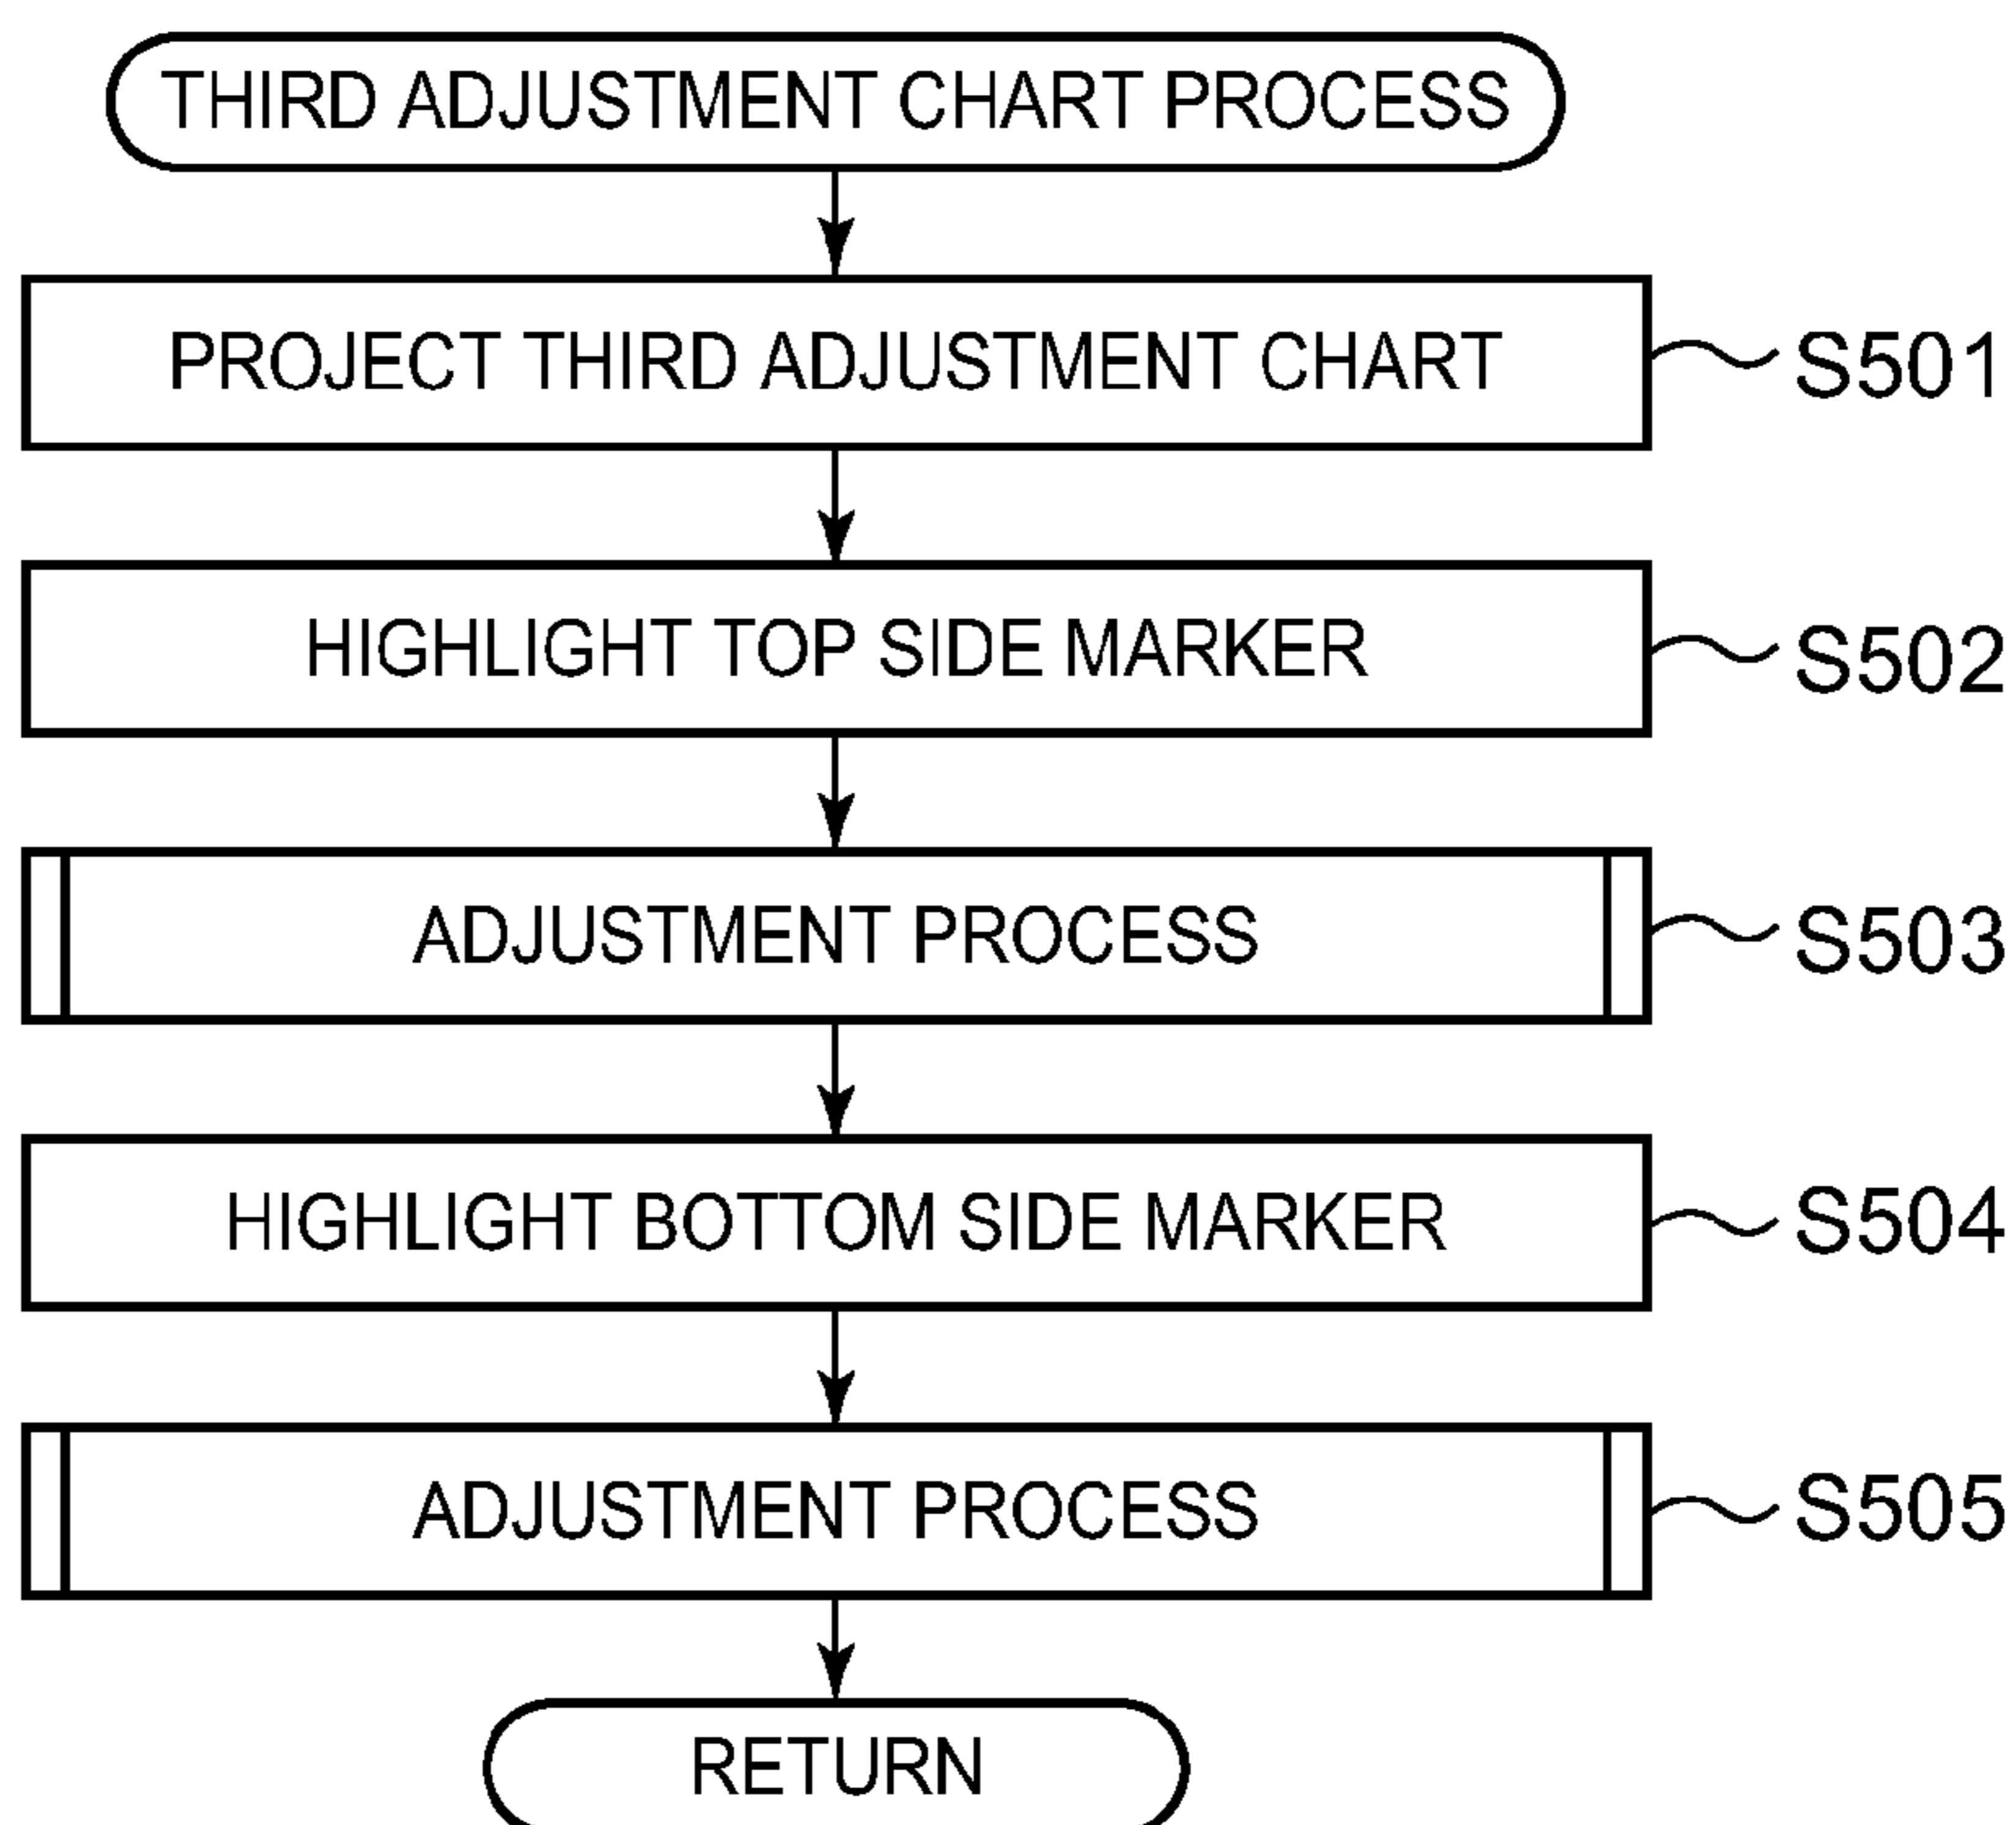 THIRD ADJUSTMENT CHART PROCESS
PROJECT THIRD ADJUSTMENT CHART
S501
HIGHLIGHT TOP SIDE MARKER
S502
ADJUSTMENT PROCESS
S503
HIGHLIGHT BOTTOM SIDE MARKER
S504
ADJUSTMENT PROCESS
S505
RETURN